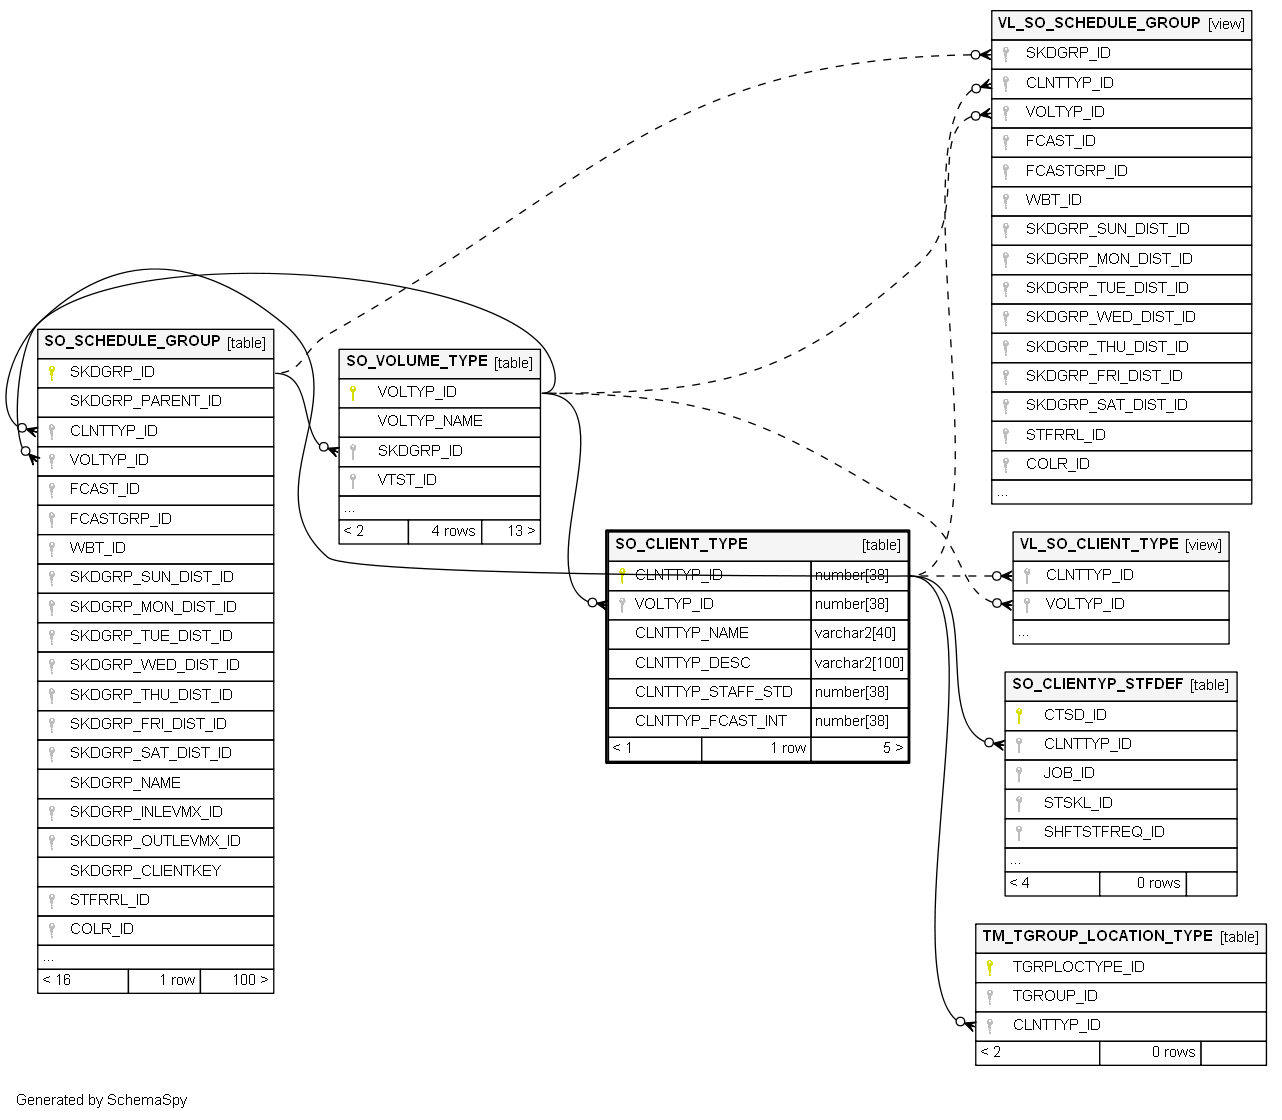 VL_SO_SCHEDULE_GROUP [view]
SKDGRP_ID
CLNTTYP_ID
VOLTYP_ID
FCAST_ID
FCASTGRP_ID
WBT_ID
SKDGRP_SUN_DIST_ID
SKDGRP_MON_DIST_ID
SKDGRP_TUE_DIST_ID
SKDGRP_WED_DIST_ID
SKDGRP_THU_DIST_ID
SKDGRP_FRI_DIST_ID
SKDGRP_SAT_DIST_ID
STFRRL_ID
COLR_ID
...
SO_SCHEDULE_GROUP [table]
SKDGRP_ID
SKDGRP_PARENT_ID
CLNTTYP_ID
VOLTYP_ID
FCAST_ID
FCASTGRP_ID
WBT_ID
SKDGRP_SUN_DIST_ID
SKDGRP_MON_DIST_ID
SKDGRP_TUE_DIST_ID
SKDGRP_WED_DIST_ID
SKDGRP_THU_DIST_ID
SKDGRP_FRI_DIST_ID
SKDGRP_SAT_DIST_ID
SKDGRP_NAME
SKDGRP_INLEVMX_ID
SKDGRP_OUTLEVMX_ID
SKDGRP_CLIENTKEY
STFRRL_ID
COLR_ID
...
< 16 1 row 100 >
SO_VOLUME_TYPE [table]
VOLTYP_ID
VOLTYP_NAME
SKDGRP_ID
VTST_ID
...
< 2 4 rows 13 >
SO_CLIENT_TYPE [table]
CLNTTYP_ID number[38]
VOLTYP_ID number[38]
CLNTTYP_NAME varchar2[40]
CLNTTYP_DESC varchar2[100]
CLNTTYP_STAFF_STD number[38]
CLNTTYP_FCAST_INT number[38]
< 1 1 row 5 >
VL_SO_CLIENT_TYPE [view]
CLNTTYP_ID
VOLTYP_ID
...
SO_CLIENTYP_STFDEF [table]
CTSD_ID
CLNTTYP_ID
JOB_ID
STSKL_ID
SHFTSTFREQ_ID
...
< 4 0 rows
TM_TGROUP_LOCATION_TYPE [table]
TGRPLOCTYPE_ID
TGROUP_ID
CLNTTYP_ID
< 2 0 rows
Generated by SchemaSpy